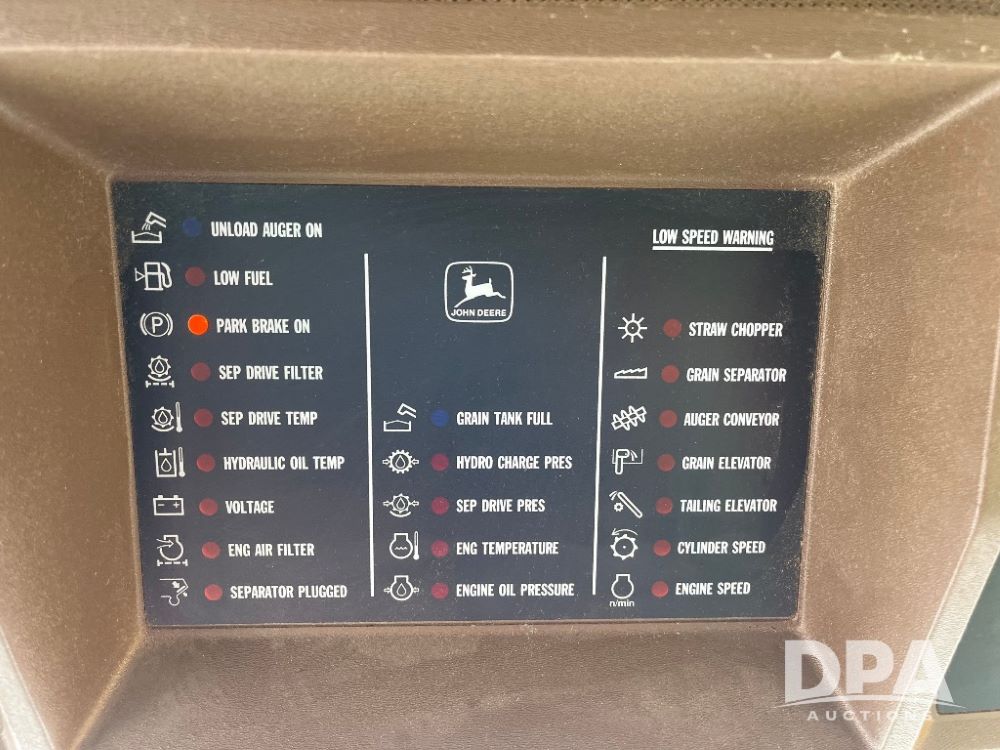 UNLOAD AUGER ON
LOW FUEL
P PARK BRAKE ON
SEP DRIVE FILTER
SEP DRIVE TEMP
HYDRAULIC OIL TEMP
VOLTAGE
ENG AIR FILTER
SEPARATOR PLUGGED
JOHN DEERE
GRAIN TANK FULL
HYDRO CHARGE PRES
SEP DRIVE PRES
ENG TEMPERATURE
ENGINE OIL PRESSURE
LOW SPEED WARNING
STRAW CHOPPER
GRAIN SEPARATOR
AUGER CONVEYOR
GRAIN ELEVATOR
TAILING ELEVATOR
CYLINDER SPEED
ENGINE SPEED
n/min
DPA
AUCTIONS